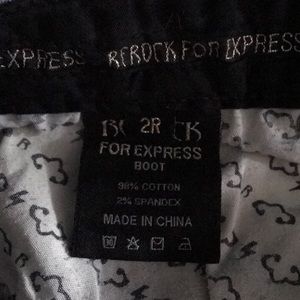 EXPRESS REROCK FOR EXPRESS
2R
FOR EXPRESS
BOOT
98% COTTON
2% SPANDEX
MADE IN CHINA